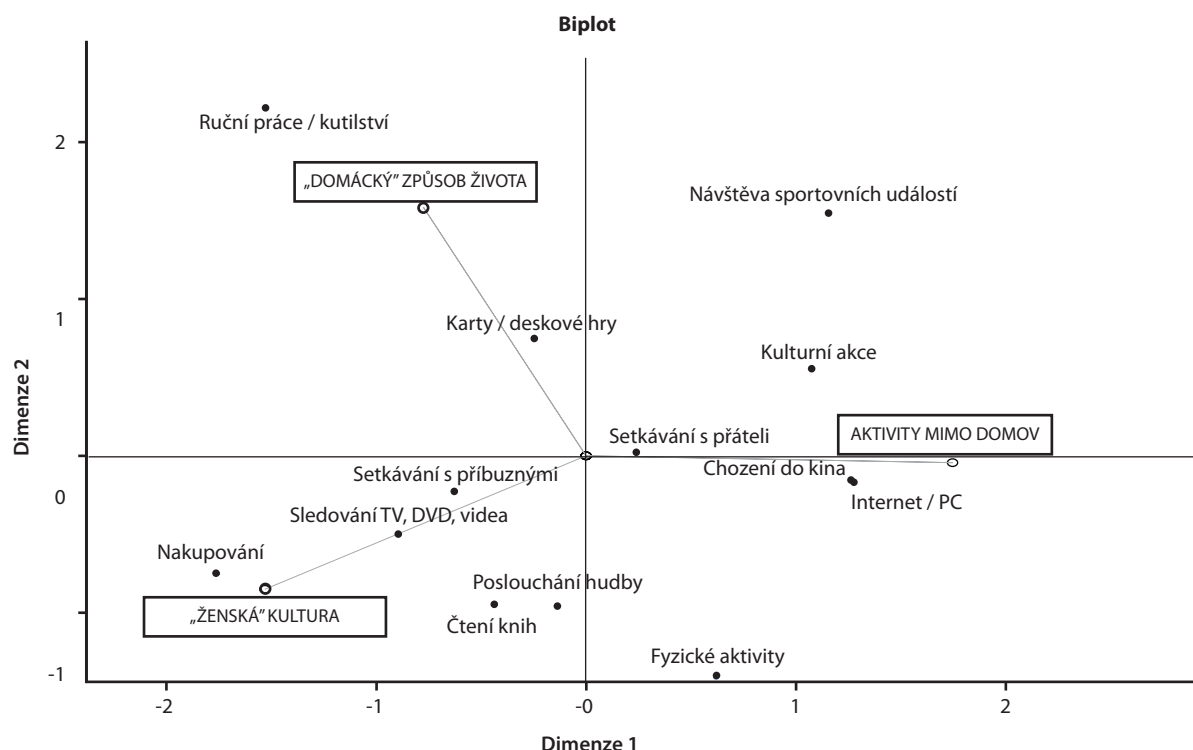 Biplot
Ruční práce / kutilství
2
„DOMÁCKÝ” ZPŮSOB ŽIVOTA
Návštěva sportovních událostí
1
Karty / deskové hry
Kulturní akce
Dimenze 2
Setkávání s přáteli
AKTIVITY MIMO DOMOV
Setkávání s příbuznými
Chození do kina
0
Internet / PC
Sledování TV, DVD, videa
Nakupování
Poslouchání hudby
„ŽENSKÁ” KULTURA
Čtení knih
Fyzické aktivity
-1
-2 -1 -0 1 2
Dimenze 1